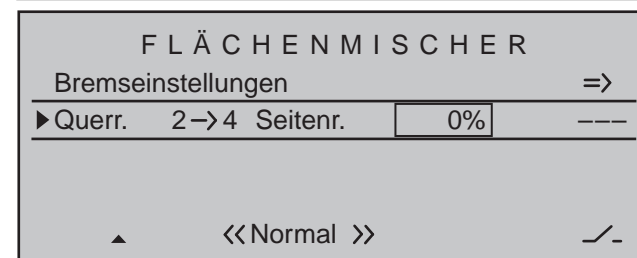 FLÄCHENMISCHER
Bremseinstellungen =>
▶Querr. 2–>4 Seitenr. 0% –––
▲ «Normal »